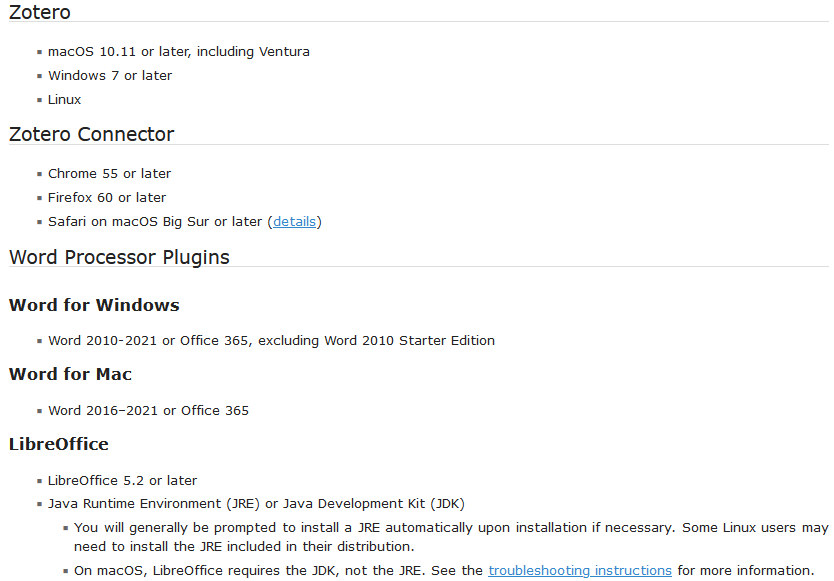 Zotero
macOS 10.11 or later, including Ventura
Windows 7 or later
Linux
Zotero Connector
Chrome 55 or later
Firefox 60 or later
Safari on macOS Big Sur or later (details)
Word Processor Plugins
Word for Windows
Word 2010-2021 or Office 365, excluding Word 2010 Starter Edition
Word for Mac
Word 2016–2021 or Office 365
LibreOffice
LibreOffice 5.2 or later
Java Runtime Environment (JRE) or Java Development Kit (JDK)
You will generally be prompted to install a JRE automatically upon installation if necessary. Some Linux users may
need to install the JRE included in their distribution.
On macOS, LibreOffice requires the JDK, not the JRE. See the troubleshooting instructions for more information.